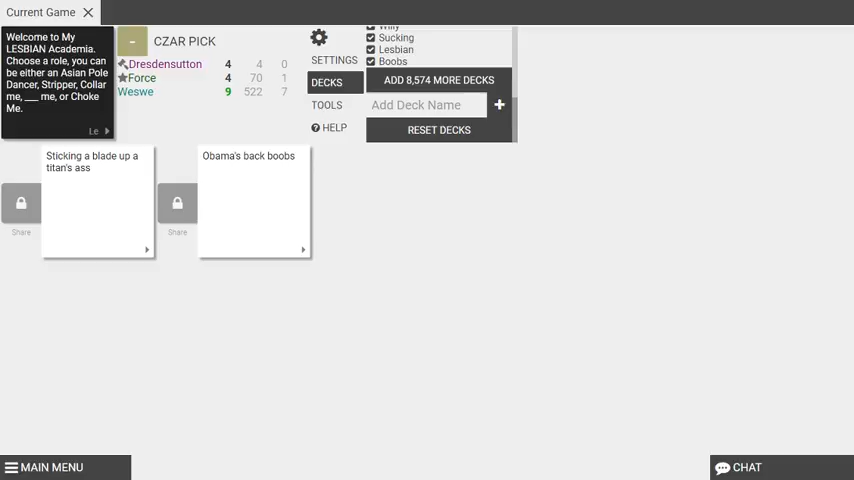 Current Game
Welcome to My
LESBIAN Academia.
Choose a role, you can
be either an Asian Pole
Dancer, Stripper, Collar
me, ___ me, or Choke
Me.
Le
-
CZAR PICK
Dresdensutton 4 4 0
Force 4 70 1
Weswe 9 522 7
SETTINGS
DECKS
TOOLS
HELP
Willy
Sucking
Lesbian
Boobs
ADD 8,574 MORE DECKS
Add Deck Name
RESET DECKS
Sticking a blade up a
titan's ass
Share
Obama's back boobs
Share
MAIN MENU
CHAT